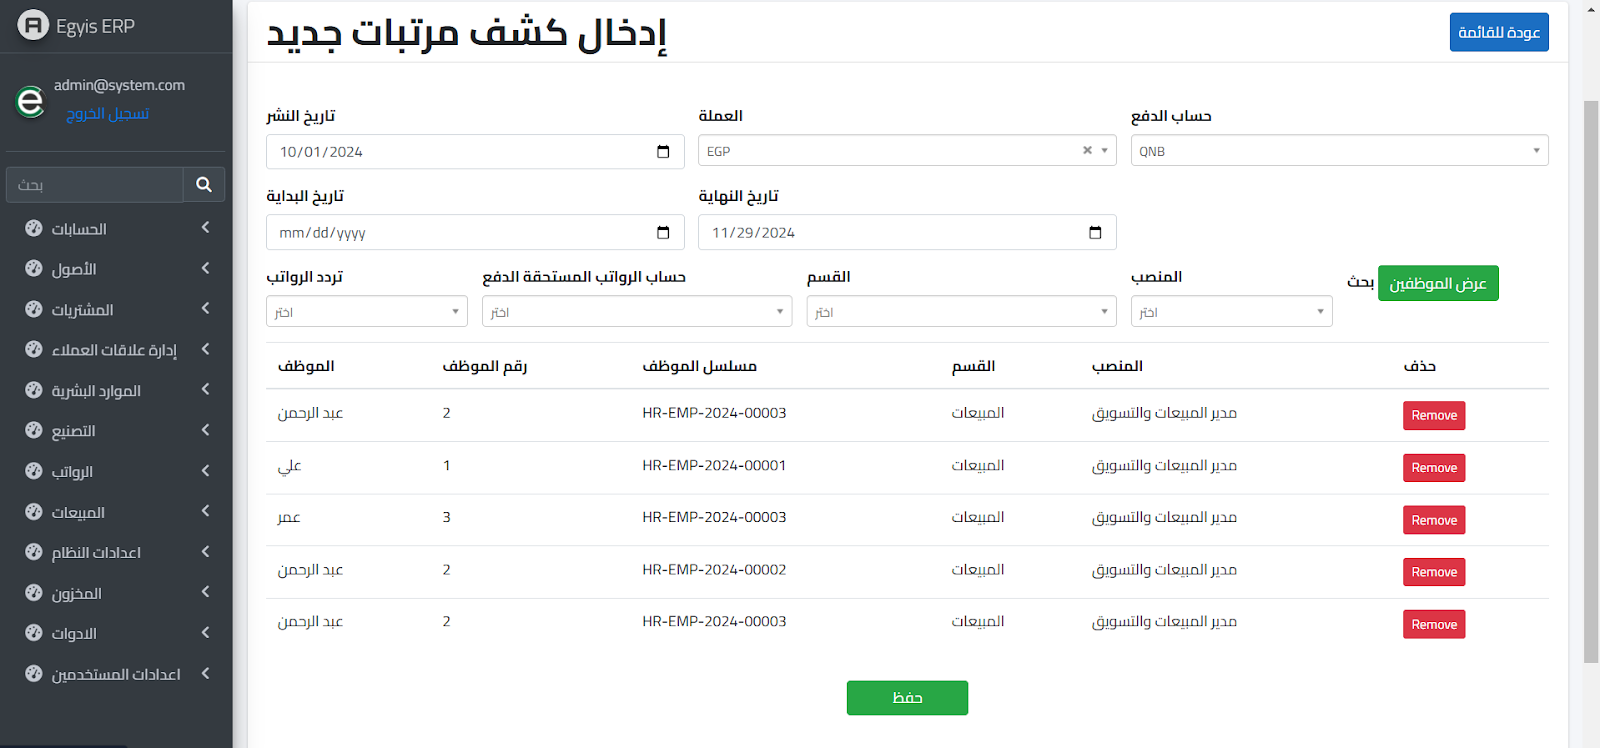 Egyis ERP
admin@system.com
تسجيل الخروج
بحث
الحسابات
الأصول
المشتريات
إدارة علاقات العملاء
الموارد البشرية
التصنيع
الرواتب
المبيعات
اعدادات النظام
المخزون
الادوات
اعدادات المستخدمين
إدخال كشف مرتبات جديد
عودة للقائمة
تاريخ النشر العملة حساب الدفع
10/01/2024 EGP QNB
تاريخ البداية تاريخ النهاية
mm/dd/yyyy 11/29/2024
تردد الرواتب حساب الرواتب المستحقة الدفع القسم المنصب بحث عرض الموظفين
اختر اختر اختر اختر
الموظف رقم الموظف مسلسل الموظف القسم المنصب حذف
عبد الرحمن 2 HR-EMP-2024-00003 المبيعات مدير المبيعات والتسويق Remove
علي 1 HR-EMP-2024-00001 المبيعات مدير المبيعات والتسويق Remove
عمر 3 HR-EMP-2024-00003 المبيعات مدير المبيعات والتسويق Remove
عبد الرحمن 2 HR-EMP-2024-00002 المبيعات مدير المبيعات والتسويق Remove
عبد الرحمن 2 HR-EMP-2024-00003 المبيعات مدير المبيعات والتسويق Remove
حفظ